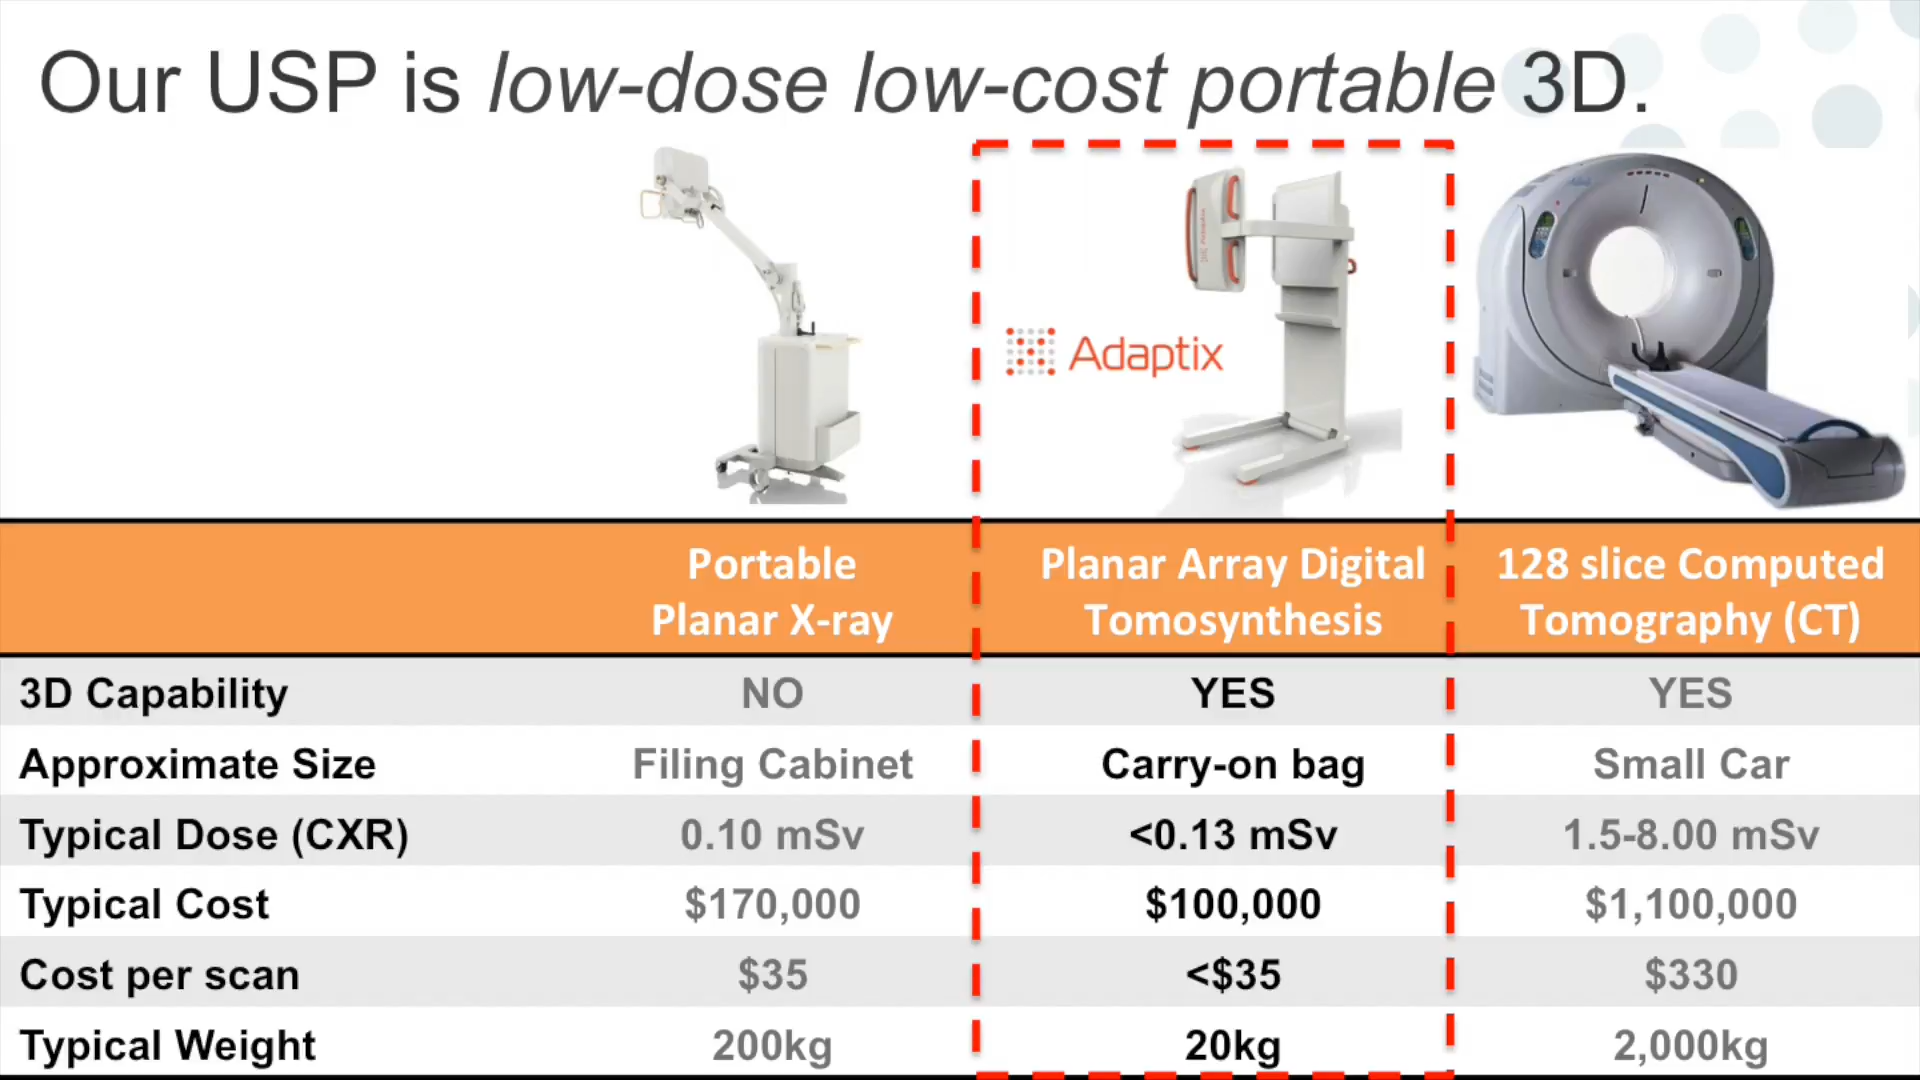 Our USP is low-dose low-cost portable 3D.
Adaptix
Portable Planar X-ray
Planar Array Digital Tomosynthesis
128 slice Computed Tomography (CT)
3D Capability NO YES YES
Approximate Size Filing Cabinet Carry-on bag Small Car
Typical Dose (CXR) 0.10 mSv <0.13 mSv 1.5-8.00 mSv
Typical Cost $170,000 $100,000 $1,100,000
Cost per scan $35 <$35 $330
Typical Weight 200kg 20kg 2,000kg